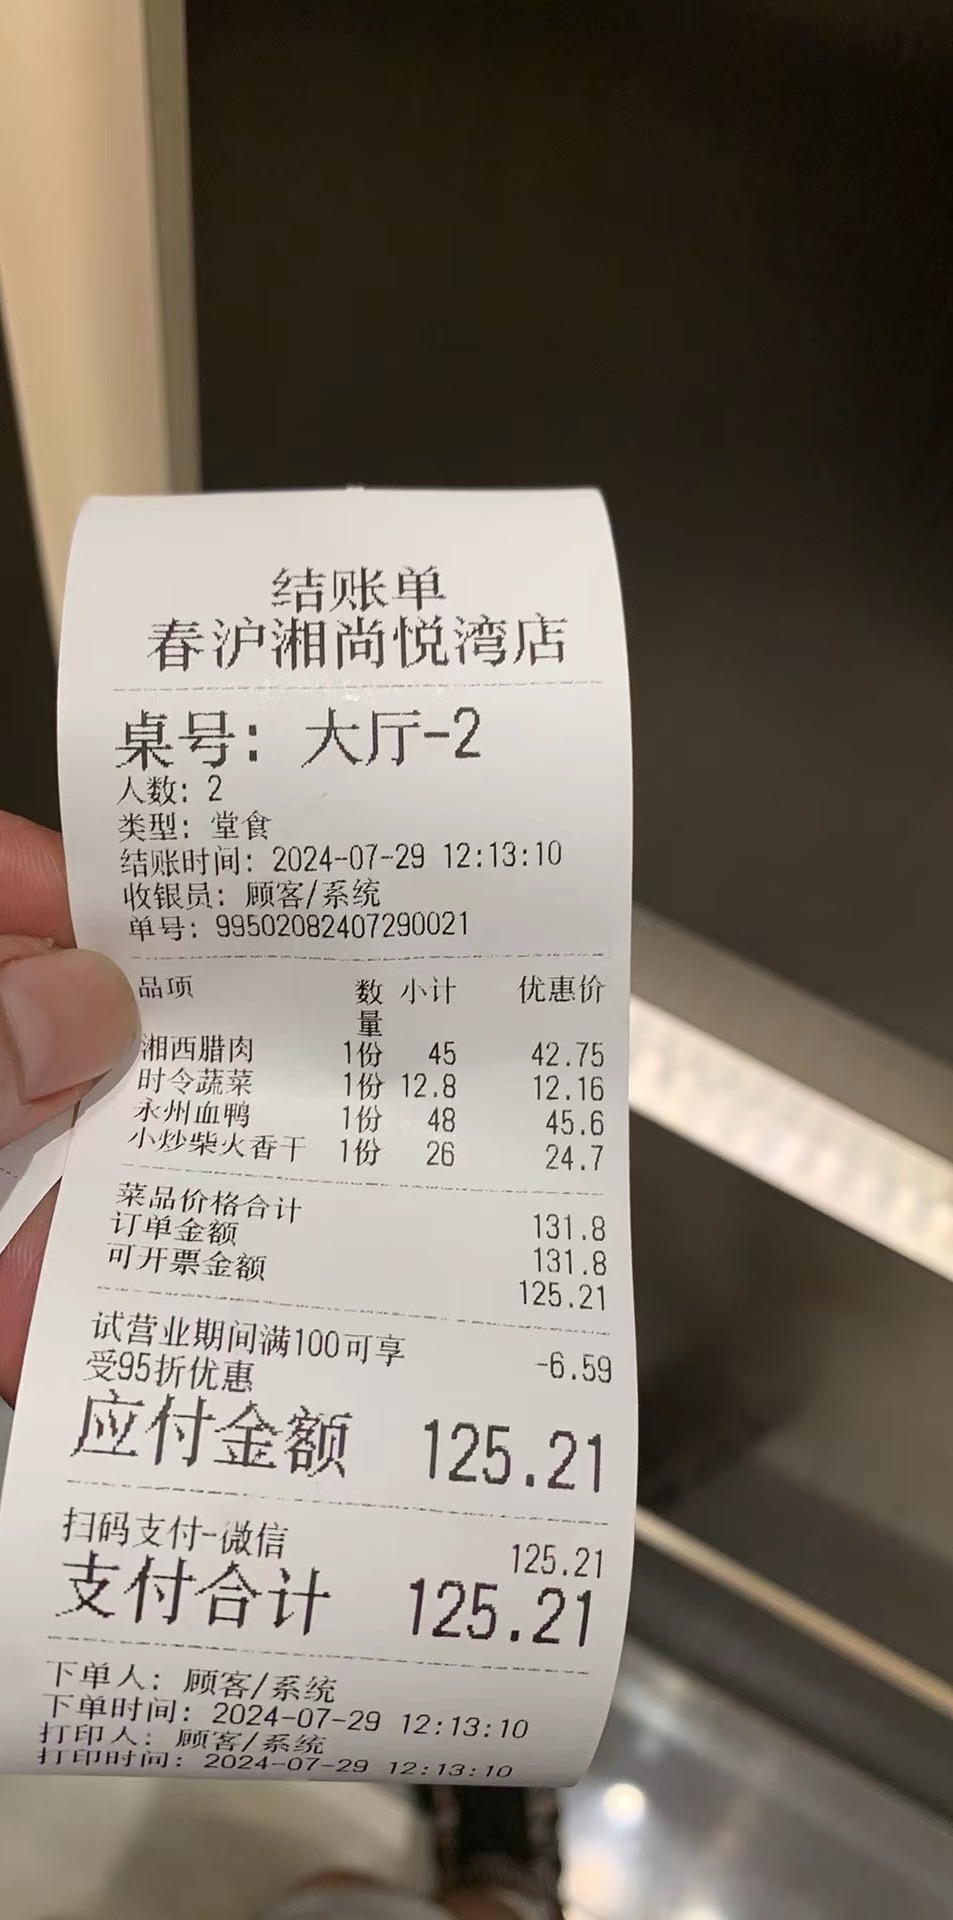 结账单
春沪湘尚悦湾店
桌号: 大厅-2
人数: 2
类型: 堂食
结账时间: 2024-07-29 12:13:10
收银员: 顾客/系统
单号: 99502082407290021
品项 数量 小计 优惠价
湘西腊肉 1份 45 42.75
时令蔬菜 1份 12.8 12.16
永州血鸭 1份 48 45.6
小炒柴火香干 1份 26 24.7
菜品价格合计 131.8
订单金额 131.8
可开票金额 125.21
试营业期间满100可享 -6.59
受95折优惠
应付金额 125.21
扫码支付-微信 125.21
支付合计 125.21
下单人: 顾客/系统
下单时间: 2024-07-29 12:13:10
打印人: 顾客/系统
打印时间: 2024-07-29 12:13:10